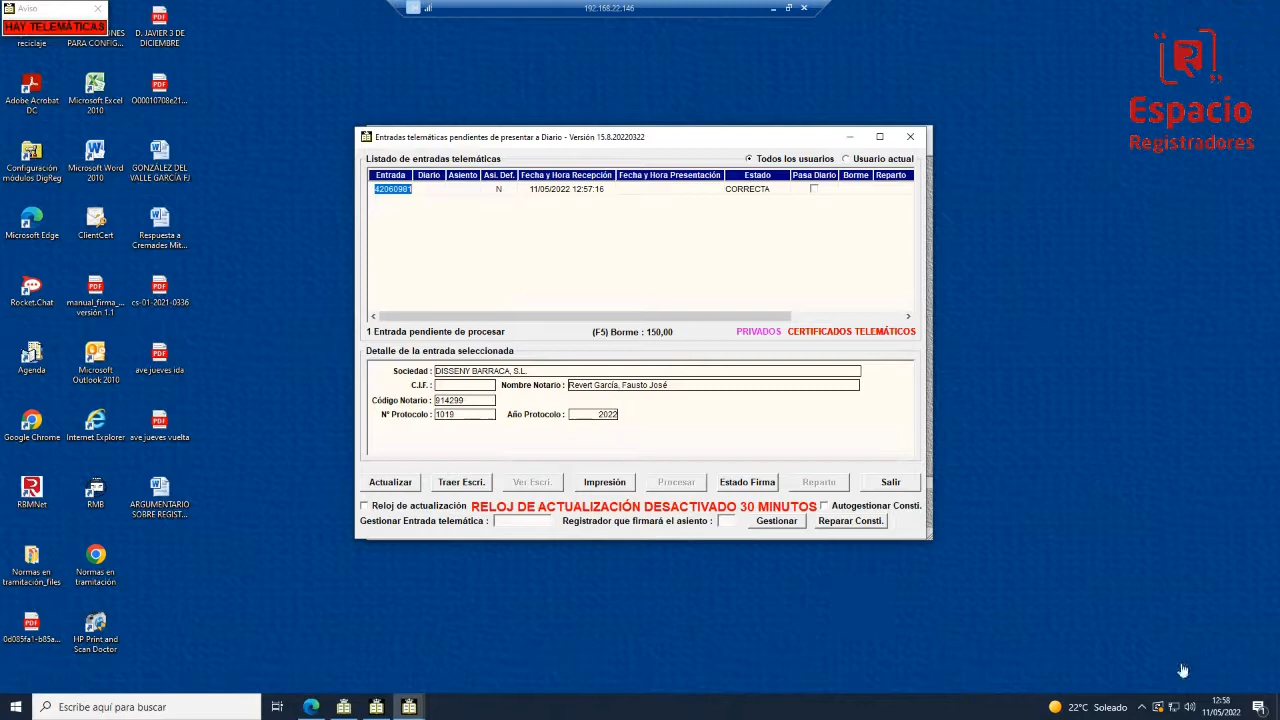 Aviso
HAY TELEMÁTICAS
reciclaje
PARA CONFIG...
D. JAVIER 3 DE
DICIEMBRE
Adobe Acrobat
DC
Microsoft Excel
2010
O00010708e21...
Configuración
módulos DigReg
Microsoft Word
2010
GONZÁLEZ DEL
VALLE GARCÍA FJ
Microsoft Edge
ClientCert
Respuesta a
Cremades Mit...
Rocket.Chat
manual_firma_...
versión 1.1
cs-01-2021-0336
Agenda
Microsoft
Outlook 2010
ave jueves ida
Google Chrome
Internet Explorer
ave jueves vuelta
RBMNet
RMB
ARGUMENTARIO
SOBRE REGIST...
Normas en
tramitación_files
Normas en
tramitación
0d085fa1-b85a...
HP Print and
Scan Doctor
192.168.22.146
Espacio
Registradores
Entradas telemáticas pendientes de presentar a Diario - Versión 15.8.20220322
Listado de entradas telemáticas
Todos los usuarios
Usuario actual
Entrada Diario Asiento Asi. Def. Fecha y Hora Recepción Fecha y Hora Presentación Estado Pasa Diario Borme Reparto
42060981 N 11/05/2022 12:57:16 CORRECTA
1 Entrada pendiente de procesar (F5) Borme : 150,00 PRIVADOS CERTIFICADOS TELEMÁTICOS
Detalle de la entrada seleccionada
Sociedad : DISSENY BARRACA, S.L.
C.I.F. : Nombre Notario : Revert García, Fausto José
Código Notario : 914299
Nº Protocolo : 1019 Año Protocolo : 2022
Actualizar Traer Escri. Ver Escri. Impresión Procesar Estado Firma Reparto Salir
Reloj de actualización RELOJ DE ACTUALIZACIÓN DESACTIVADO 30 MINUTOS Autogestionar Consti.
Gestionar Entrada telemática : Registrador que firmará el asiento : Gestionar Reparar Consti.
Escribe aquí para buscar
22°C Soleado
12:58
11/05/2022
1